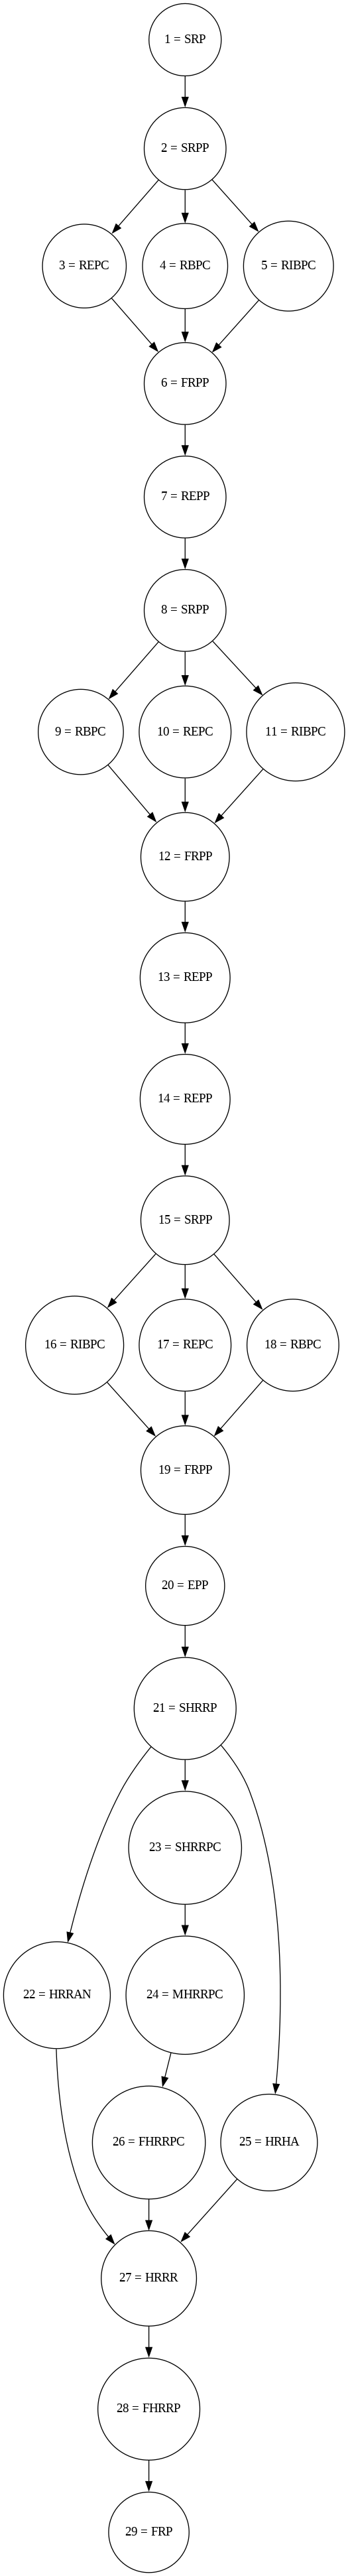 1 = SRP
2 = SRPP
3 = REPC
4 = RBPC
5 = RIBPC
6 = FRPP
7 = REPP
8 = SRPP
9 = RBPC
10 = REPC
11 = RIBPC
12 = FRPP
13 = REPP
14 = REPP
15 = SRPP
16 = RIBPC
17 = REPC
18 = RBPC
19 = FRPP
20 = EPP
21 = SHRRP
23 = SHRRPC
22 = HRRAN
24 = MHRRPC
26 = FHRRPC
25 = HRHA
27 = HRRR
28 = FHRRP
29 = FRP